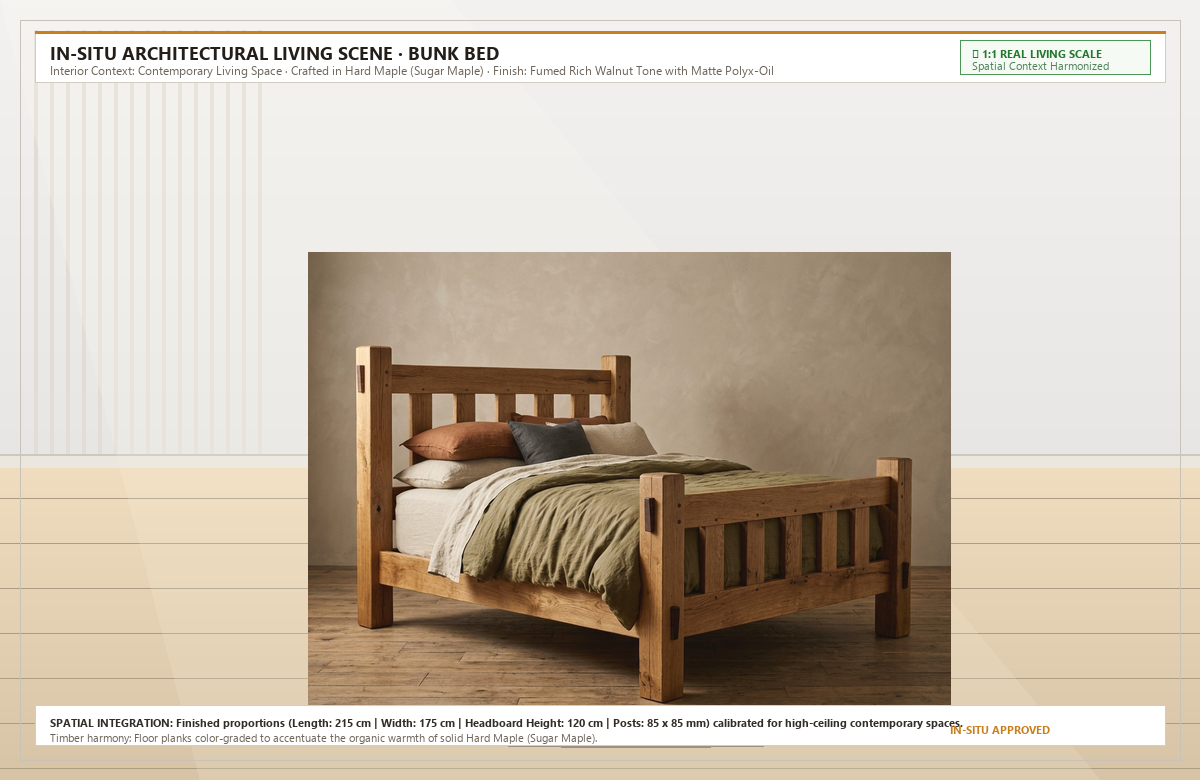 IN-SITU ARCHITECTURAL LIVING SCENE · BUNK BED
Interior Context: Contemporary Living Space · Crafted in Hard Maple (Sugar Maple) · Finish: Fumed Rich Walnut Tone with Matte Polyx-Oil
1:1 REAL LIVING SCALE
Spatial Context Harmonized
SPATIAL INTEGRATION: Finished proportions (Length: 215 cm | Width: 175 cm | Headboard Height: 120 cm | Posts: 85 x 85 mm) calibrated for high-ceiling contemporary spaces.
IN-SITU APPROVED
Timber harmony: Floor planks color-graded to accentuate the organic warmth of solid Hard Maple (Sugar Maple).